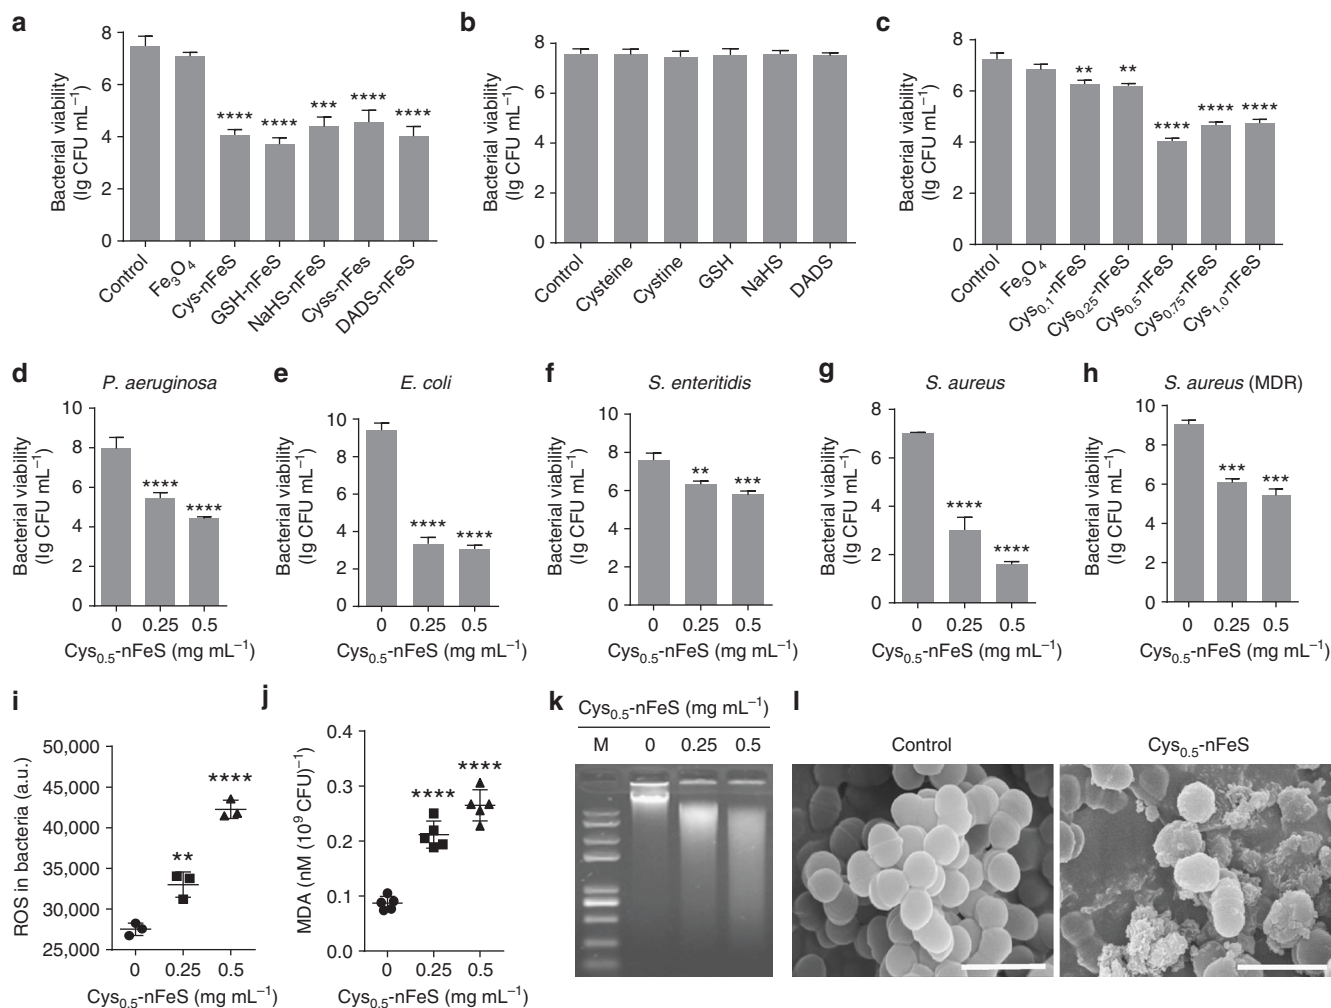 a
Bacterial viability
(lg CFU mL⁻¹)
8
6
4
2
0
****
****
***
****
****
Control
Fe₃O₄
Cys-nFeS
GSH-nFeS
NaHS-nFeS
Cyss-nFes
DADS-nFeS
b
Bacterial viability
(lg CFU mL⁻¹)
8
6
4
2
0
Control
Cysteine
Cystine
GSH
NaHS
DADS
c
Bacterial viability
(lg CFU mL⁻¹)
8
6
4
2
0
**
**
****
****
****
Control
Fe₃O₄
Cys₀.₁-nFeS
Cys₀.₂₅-nFeS
Cys₀.₅-nFeS
Cys₀.₇₅-nFeS
Cys₁.₀-nFeS
d
P. aeruginosa
Bacterial viability
(lg CFU mL⁻¹)
10
8
6
4
2
0
****
****
0 0.25 0.5
Cys₀.₅-nFeS (mg mL⁻¹)
e
E. coli
Bacterial viability
(lg CFU mL⁻¹)
10
8
6
4
2
0
****
****
0 0.25 0.5
Cys₀.₅-nFeS (mg mL⁻¹)
f
S. enteritidis
Bacterial viability
(lg CFU mL⁻¹)
10
8
6
4
2
0
**
***
0 0.25 0.5
Cys₀.₅-nFeS (mg mL⁻¹)
g
S. aureus
Bacterial viability
(lg CFU mL⁻¹)
8
6
4
2
0
****
****
0 0.25 0.5
Cys₀.₅-nFeS (mg mL⁻¹)
h
S. aureus (MDR)
Bacterial viability
(lg CFU mL⁻¹)
10
8
6
4
2
0
***
***
0 0.25 0.5
Cys₀.₅-nFeS (mg mL⁻¹)
i
ROS in bacteria (a.u.)
50,000
45,000
40,000
35,000
30,000
25,000
**
****
0 0.25 0.5
Cys₀.₅-nFeS (mg mL⁻¹)
j
MDA (nM (10⁹ CFU)⁻¹)
0.4
0.3
0.2
0.1
0.0
****
****
0 0.25 0.5
Cys₀.₅-nFeS (mg mL⁻¹)
k
Cys₀.₅-nFeS (mg mL⁻¹)
M 0 0.25 0.5
l
Control
Cys₀.₅-nFeS